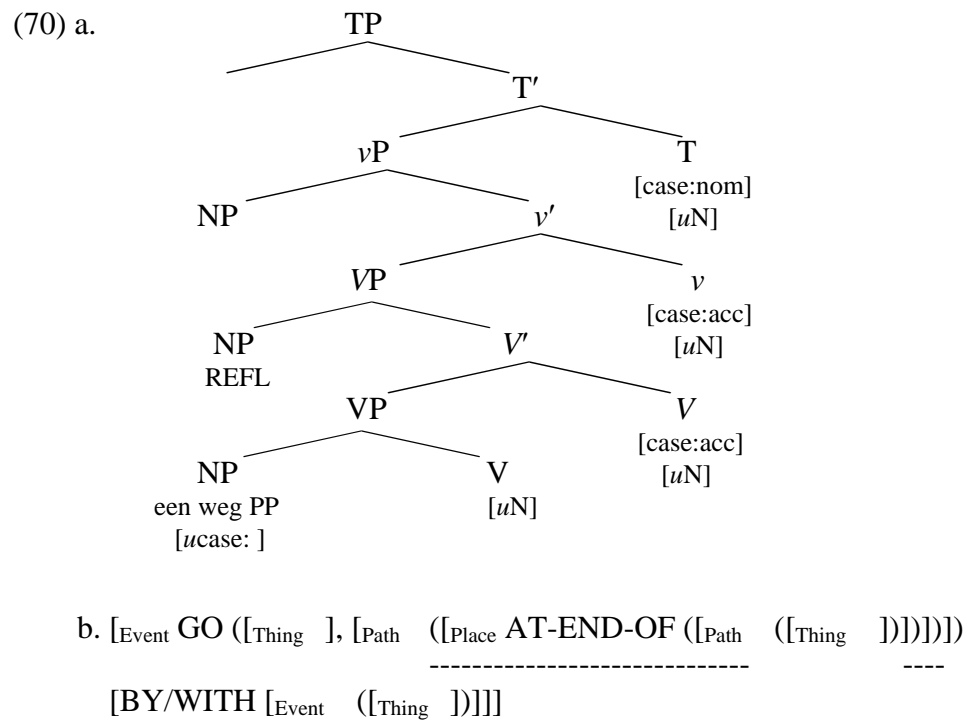 (70) a. TP
T′
vP T
[case:nom]
NP v′ [uN]
VP v
[case:acc]
NP V′ [uN]
REFL
VP V
[case:acc]
NP V [uN]
een weg PP [uN]
[ucase: ]
b. [Event GO ([Thing ], [Path ([Place AT-END-OF ([Path ([Thing ])])])])
[BY/WITH [Event ([Thing ])]]]